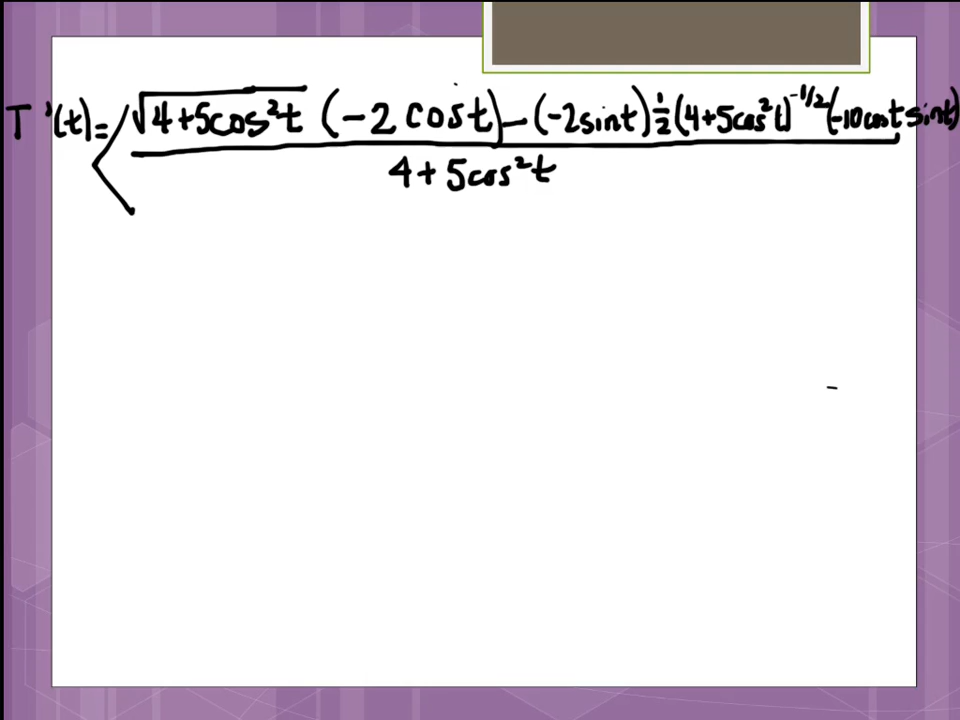 T'(t) = ⟨ √(4+5cos²t) (-2cost) - (-2sint) ½ (4+5cos²t)^(-1/2) (-10cost sint)
4+5cos²t